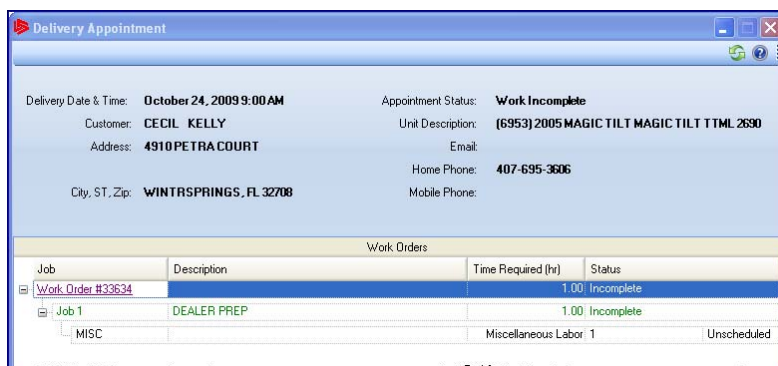 Delivery Appointment
Delivery Date & Time: October 24, 2009 9:00 AM Appointment Status: Work Incomplete
Customer: CECIL KELLY Unit Description: (6953) 2005 MAGIC TILT MAGIC TILT TTML 2690
Address: 4910 PETRA COURT Email:
Home Phone: 407-695-3606
City, ST, Zip: WINTRSPRINGS, FL 32708 Mobile Phone:
Work Orders
Job Description Time Required (hr) Status
Work Order #33634 1.00 Incomplete
Job 1 DEALER PREP 1.00 Incomplete
MISC Miscellaneous Labor 1 Unscheduled